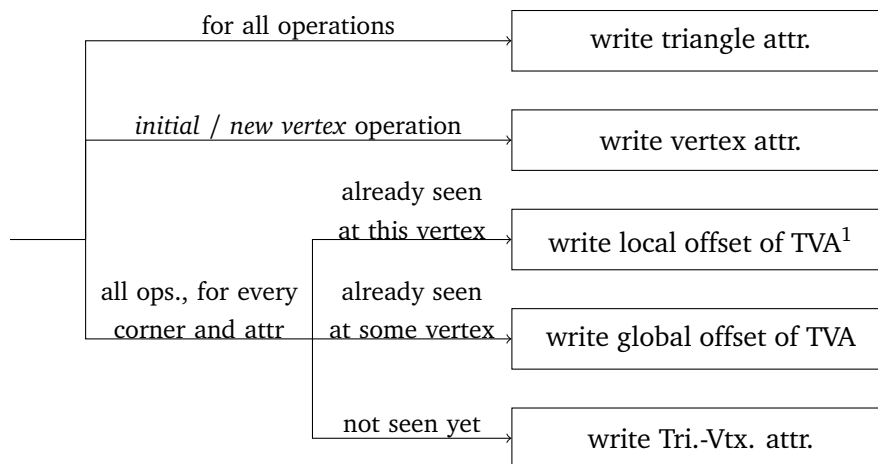 for all operations
write triangle attr.
initial / new vertex operation
write vertex attr.
already seen
at this vertex
write local offset of TVA¹
all ops., for every
corner and attr
already seen
at some vertex
write global offset of TVA
not seen yet
write Tri.-Vtx. attr.